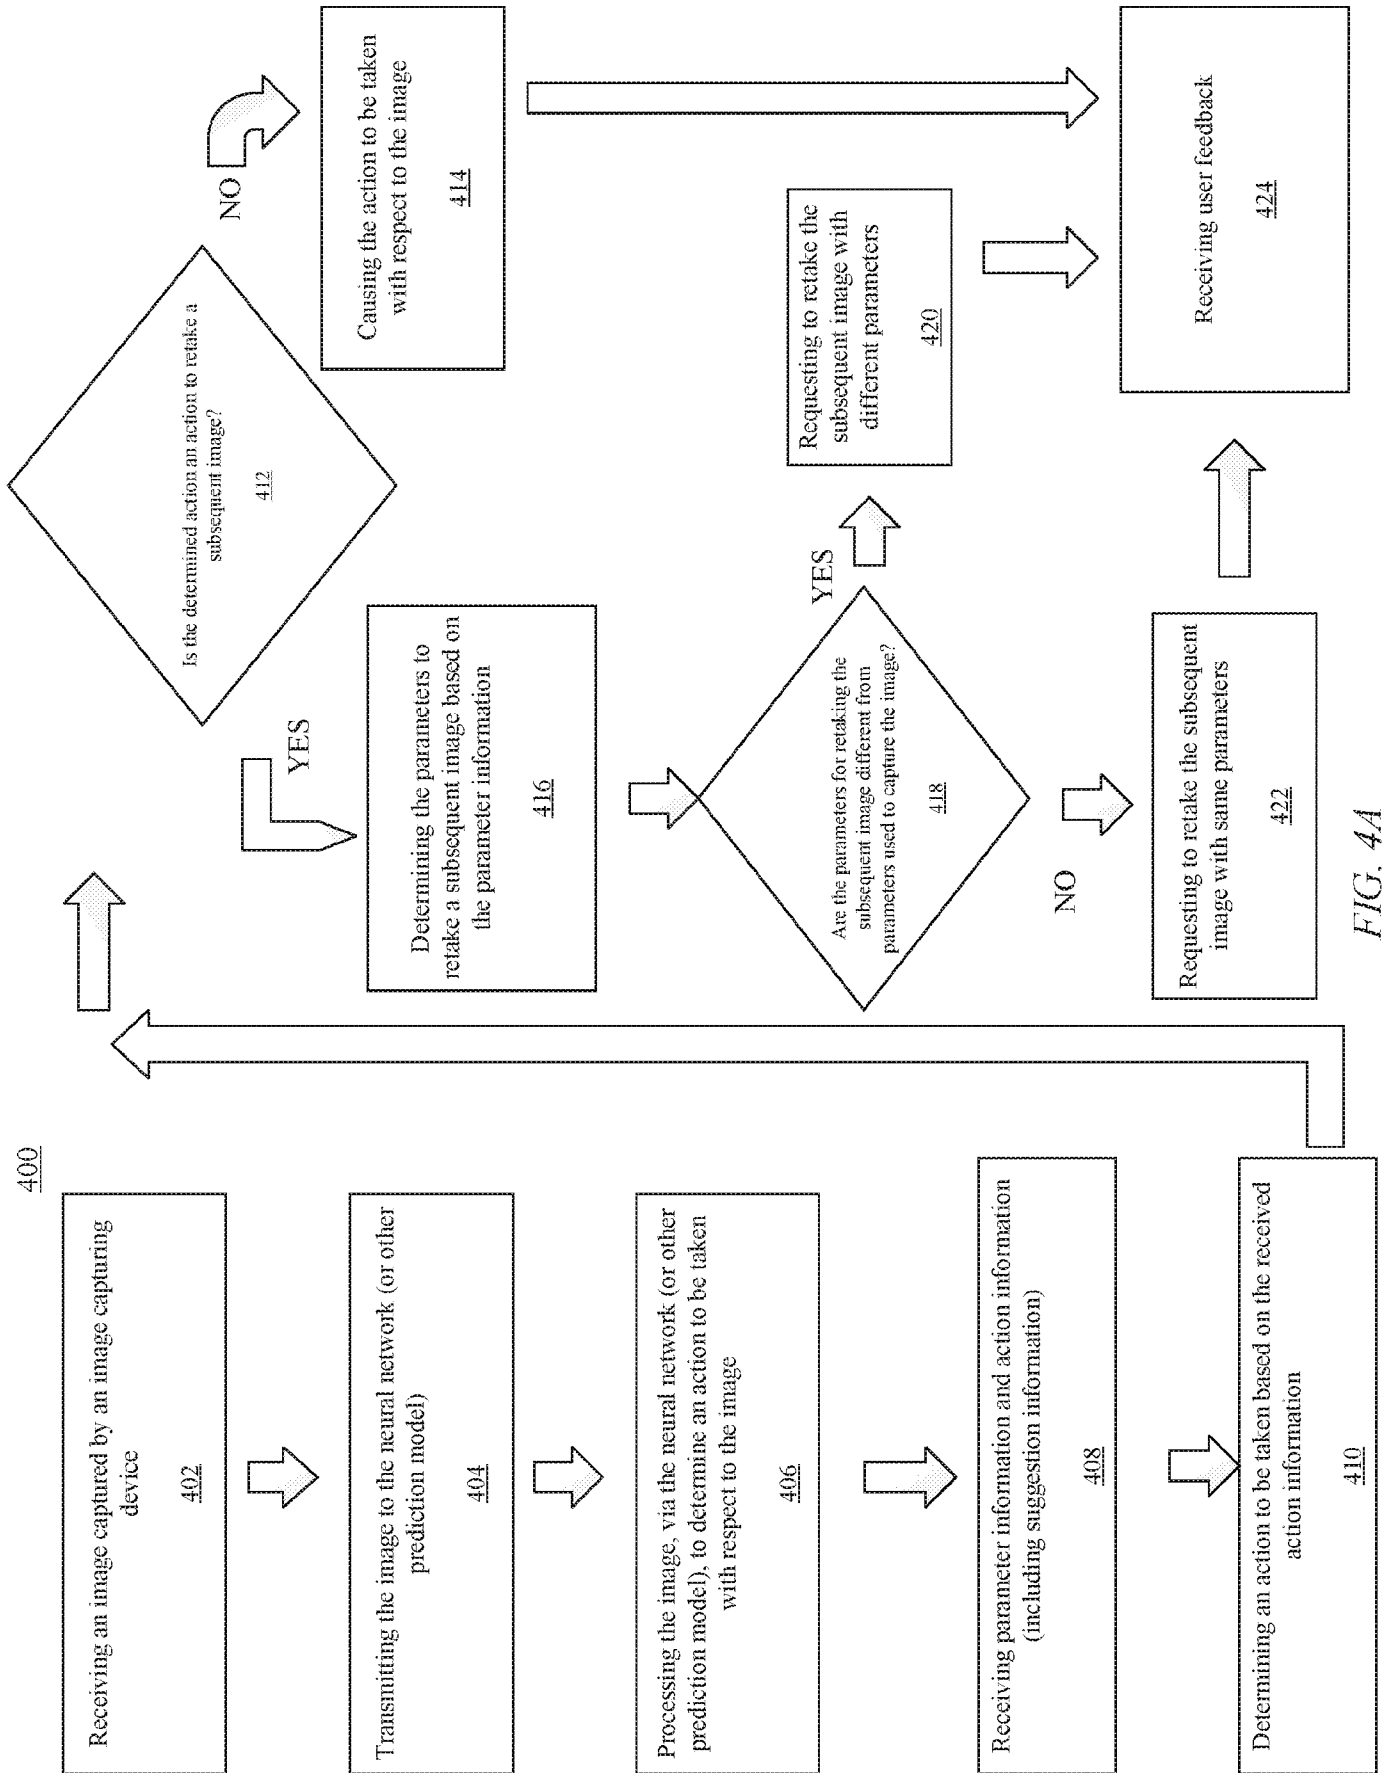 400
Receiving an image captured by an image capturing
device
402
Transmitting the image to the neural network (or other
prediction model)
404
Processing the image, via the neural network (or other
prediction model), to determine an action to be taken
with respect to the image
406
Receiving parameter information and action information
(including suggestion information)
408
Determining an action to be taken based on the received
action information
410
Is the determined action an action to retake a
subsequent image?
412
NO
Causing the action to be taken
with respect to the image
414
YES
Determining the parameters to
retake a subsequent image based on
the parameter information
416
Are the parameters for retaking the
subsequent image different from
parameters used to capture the image?
418
YES
Requesting to retake the
subsequent image with
different parameters
420
NO
Requesting to retake the subsequent
image with same parameters
422
Receiving user feedback
424
FIG. 4A